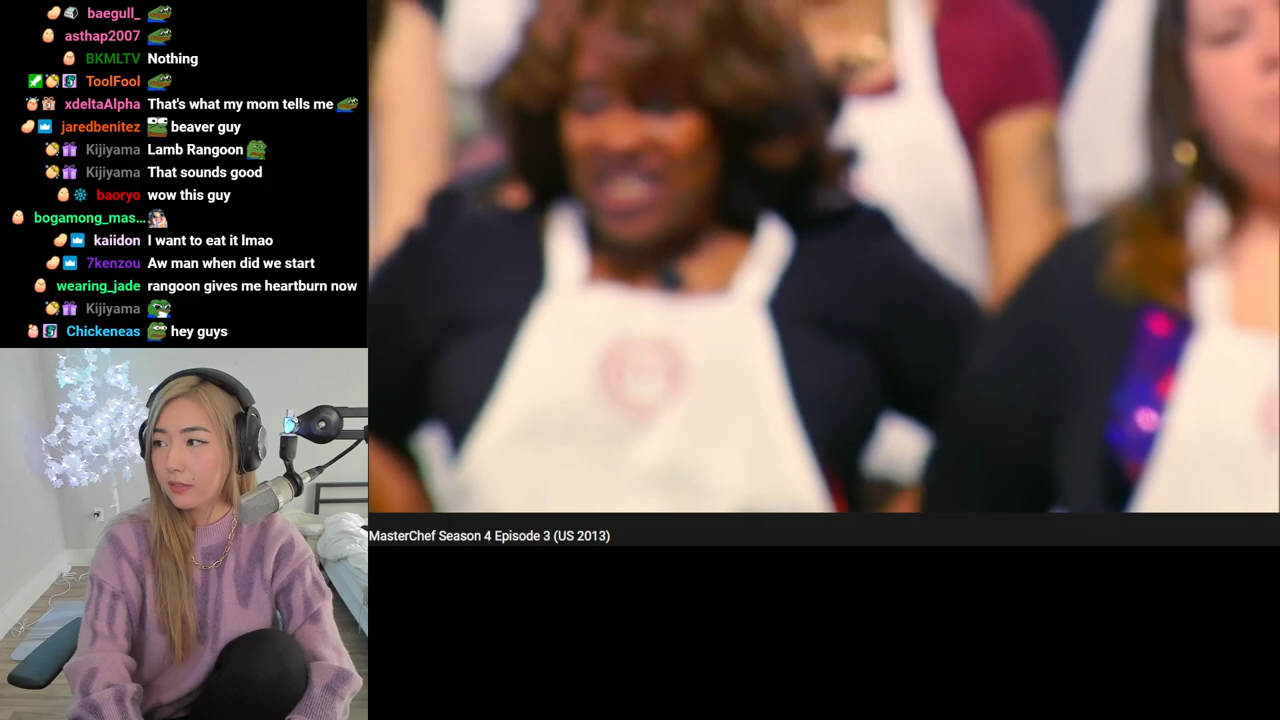 baegull_
asthap2007
BKMLTV Nothing
ToolFool
xdeltaAlpha That's what my mom tells me
jaredbenitez beaver guy
Kijiyama Lamb Rangoon
Kijiyama That sounds good
baoryo wow this guy
bogamong_mas...
kaiidon I want to eat it lmao
7kenzou Aw man when did we start
wearing_jade rangoon gives me heartburn now
Kijiyama
Chickeneas hey guys
MasterChef Season 4 Episode 3 (US 2013)